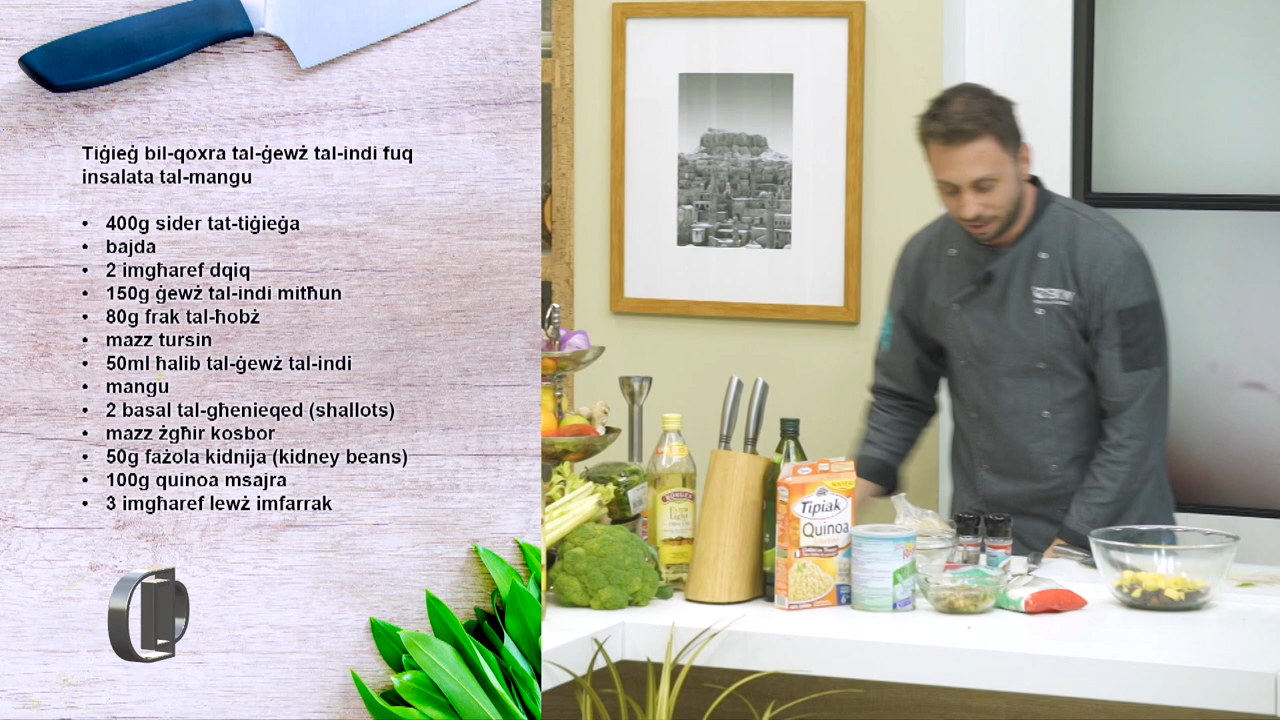 Tiġieġ bil-qoxra tal-ġewż tal-indi fuq
insalata tal-mangu
• 400g sider tat-tiġieġa
• bajda
• 2 imgħaref dqiq
• 150g ġewż tal-indi mitħun
• 80g frak tal-ħobż
• mazz tursin
• 50ml ħalib tal-ġewż tal-indi
• mangu
• 2 basal tal-għenieqed (shallots)
• mazz żgħir kosbor
• 50g fażola kidnija (kidney beans)
• 100g quinoa msajra
• 3 imgħaref lewż imfarrak
BORGES
Extra
Light
Tipiak
Quinoa